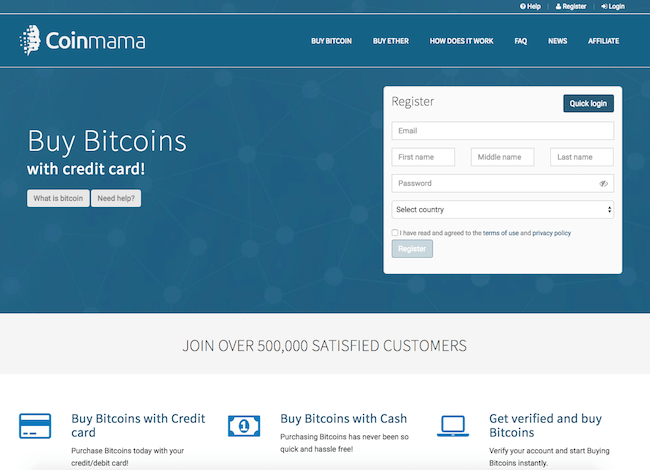 Help | Register | Login
Coinmama
BUY BITCOIN BUY ETHER HOW DOES IT WORK FAQ NEWS AFFILIATE
Buy Bitcoins
with credit card!
What is bitcoin Need help?
Register Quick login
Email
First name Middle name Last name
Password
Select country
I have read and agreed to the terms of use and privacy policy
Register
JOIN OVER 500,000 SATISFIED CUSTOMERS
Buy Bitcoins with Credit
card
Purchase Bitcoins today with your
credit/debit card!
1
Buy Bitcoins with Cash
Purchasing Bitcoins has never been so
quick and hassle free!
Get verified and buy
Bitcoins
Verify your account and start Buying
Bitcoins instantly.